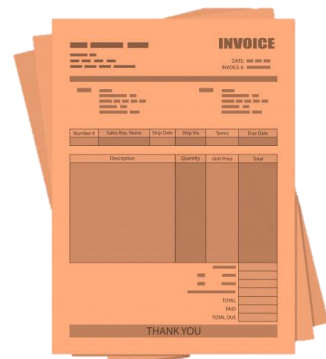 INVOICE
DATE:
INVOICE #:
Number # Sales Rep. Name Ship Date Ship Via Terms Due Date
Description Quantity Unit Price Total
TOTAL
PAID
TOTAL DUE
THANK YOU